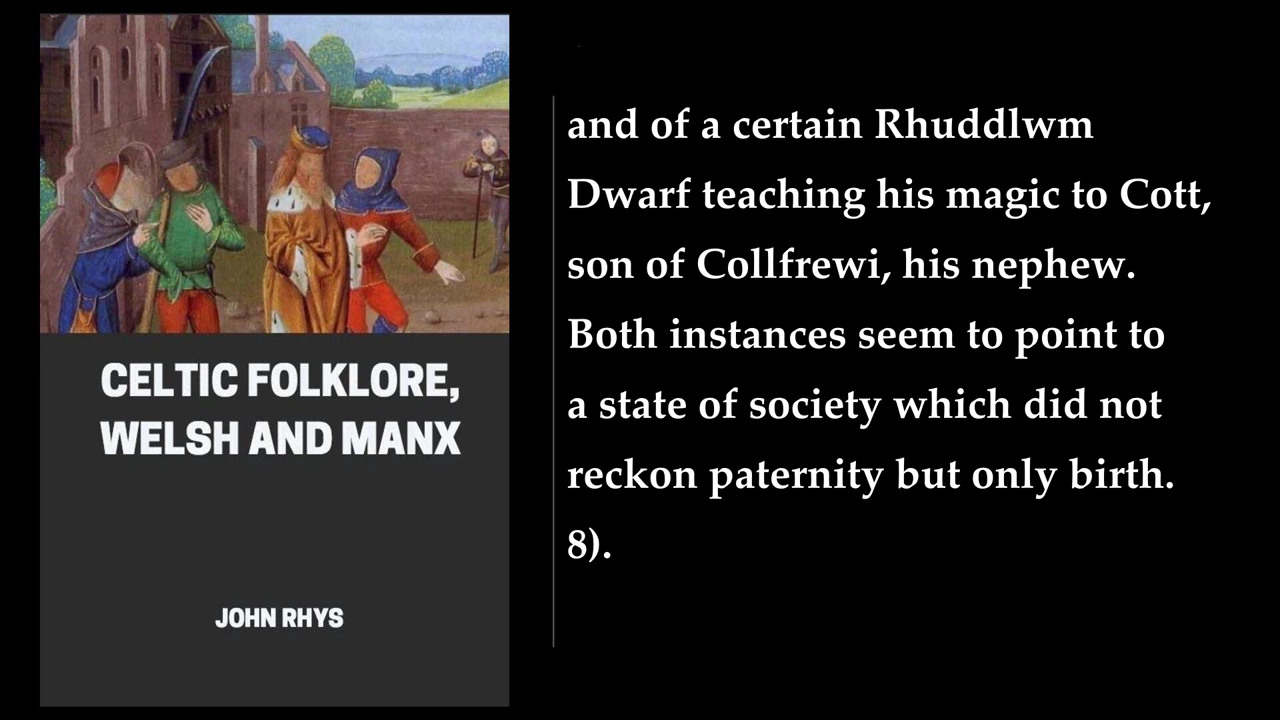 CELTIC FOLKLORE,
WELSH AND MANX
JOHN RHYS
and of a certain Rhuddlwm
Dwarf teaching his magic to Cott,
son of Collfrewi, his nephew.
Both instances seem to point to
a state of society which did not
reckon paternity but only birth.
8).